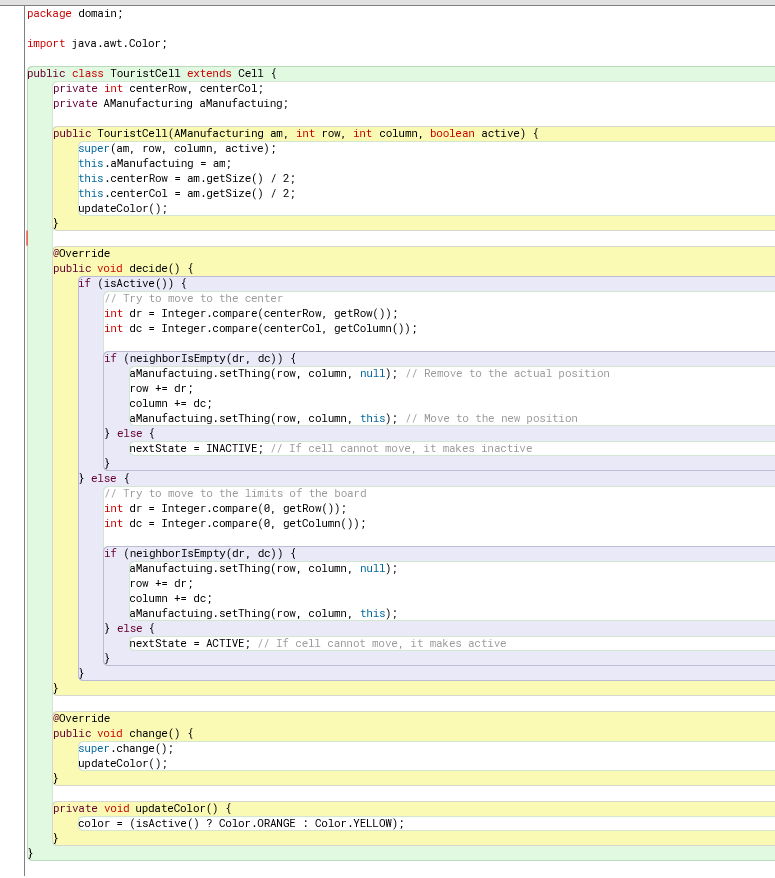 package domain;
import java.awt.Color;
public class TouristCell extends Cell {
private int centerRow, centerCol;
private AManufacturing aManufactuing;
public TouristCell(AManufacturing am, int row, int column, boolean active) {
super(am, row, column, active);
this.aManufactuing = am;
this.centerRow = am.getSize() / 2;
this.centerCol = am.getSize() / 2;
updateColor();
}
@Override
public void decide() {
if (isActive()) {
// Try to move to the center
int dr = Integer.compare(centerRow, getRow());
int dc = Integer.compare(centerCol, getColumn());
if (neighborIsEmpty(dr, dc)) {
aManufactuing.setThing(row, column, null); // Remove to the actual position
row += dr;
column += dc;
aManufactuing.setThing(row, column, this); // Move to the new position
} else {
nextState = INACTIVE; // If cell cannot move, it makes inactive
}
} else {
// Try to move to the limits of the board
int dr = Integer.compare(0, getRow());
int dc = Integer.compare(0, getColumn());
if (neighborIsEmpty(dr, dc)) {
aManufactuing.setThing(row, column, null);
row += dr;
column += dc;
aManufactuing.setThing(row, column, this);
} else {
nextState = ACTIVE; // If cell cannot move, it makes active
}
}
}
@Override
public void change() {
super.change();
updateColor();
}
private void updateColor() {
color = (isActive() ? Color.ORANGE : Color.YELLOW);
}
}